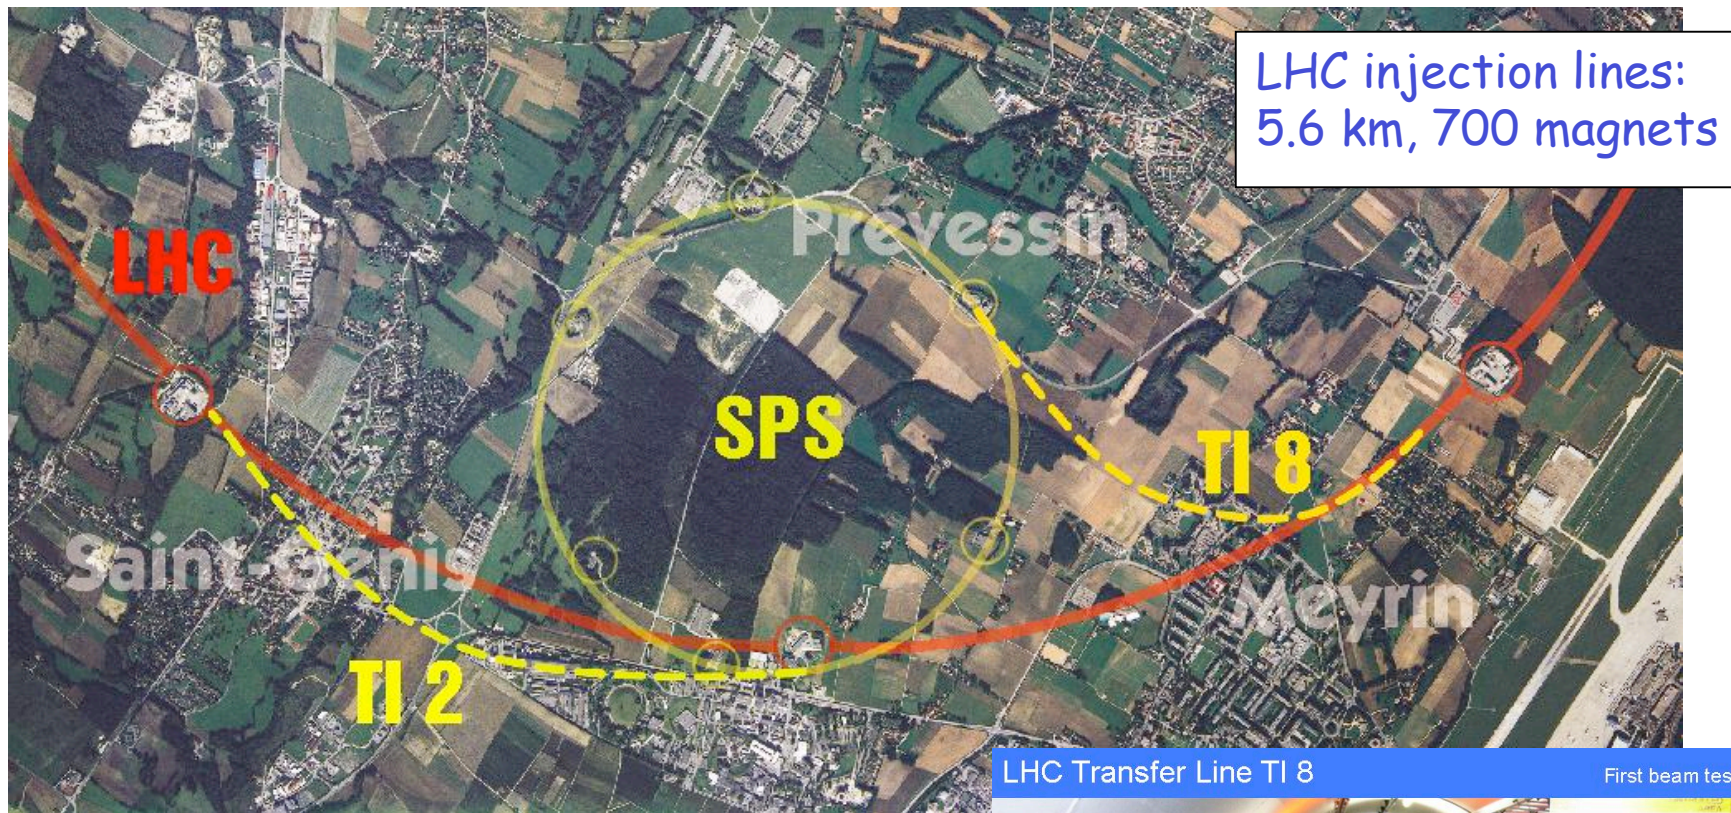 LHC injection lines:
5.6 km, 700 magnets
Prévessin
LHC
SPS
TI 8
Saint-Genis
Meyrin
TI 2
LHC Transfer Line TI 8
First beam tes